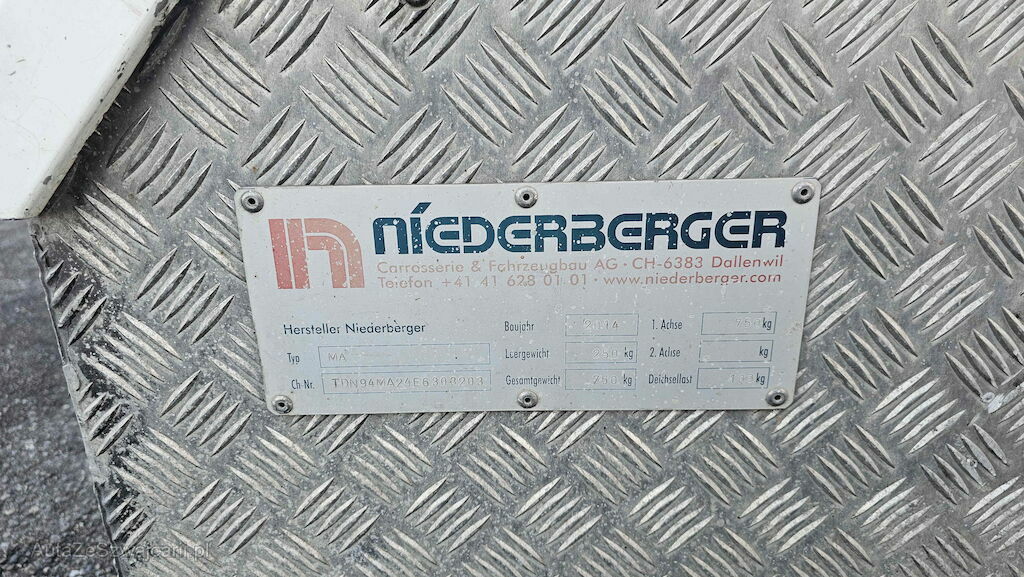 NIEDERBERGER
Carrosserie & Fahrzeugbau AG · CH-6383 Dallenwil
Telefon +41 41 628 01 01 · www.niederberger.com
Hersteller Niederberger
Baujahr 2014 1. Achse 750 kg
Typ MA Leergewicht 250 kg 2. Achse kg
Ch-Nr. Gesamtgewicht 750 kg Deichsellast kg
AutaZeSzwajcarii.pl